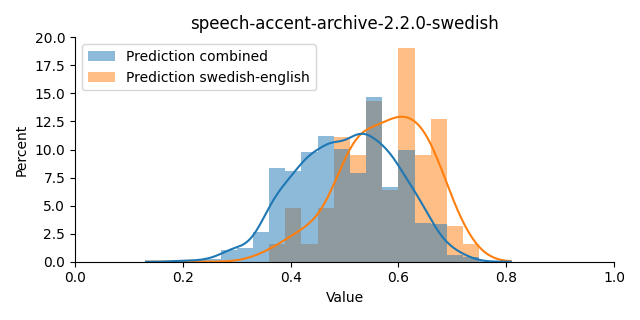 speech-accent-archive-2.2.0-swedish
Prediction combined
Prediction swedish-english
Percent
20.0
17.5
15.0
12.5
10.0
7.5
5.0
2.5
0.0
0.0 0.2 0.4 0.6 0.8 1.0
Value